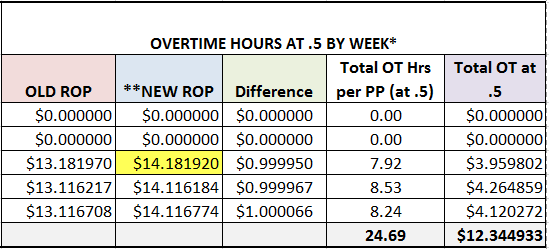 OVERTIME HOURS AT .5 BY WEEK*
OLD ROP **NEW ROP Difference Total OT Hrs per PP (at .5) Total OT at .5
$0.000000 $0.000000 $0.000000 0.00 $0.000000
$0.000000 $0.000000 $0.000000 0.00 $0.000000
$13.181970 $14.181920 $0.999950 7.92 $3.959802
$13.116217 $14.116184 $0.999967 8.53 $4.264859
$13.116708 $14.116774 $1.000066 8.24 $4.120272
24.69 $12.344933